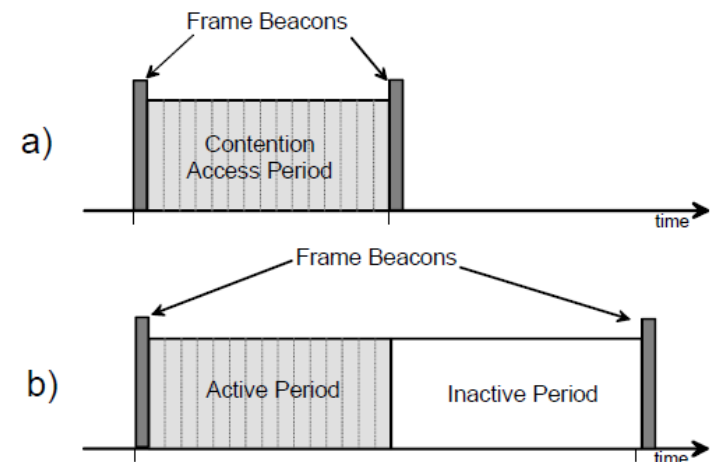 Frame Beacons
a)
Contention
Access Period
time
Frame Beacons
b)
Active Period
Inactive Period
time